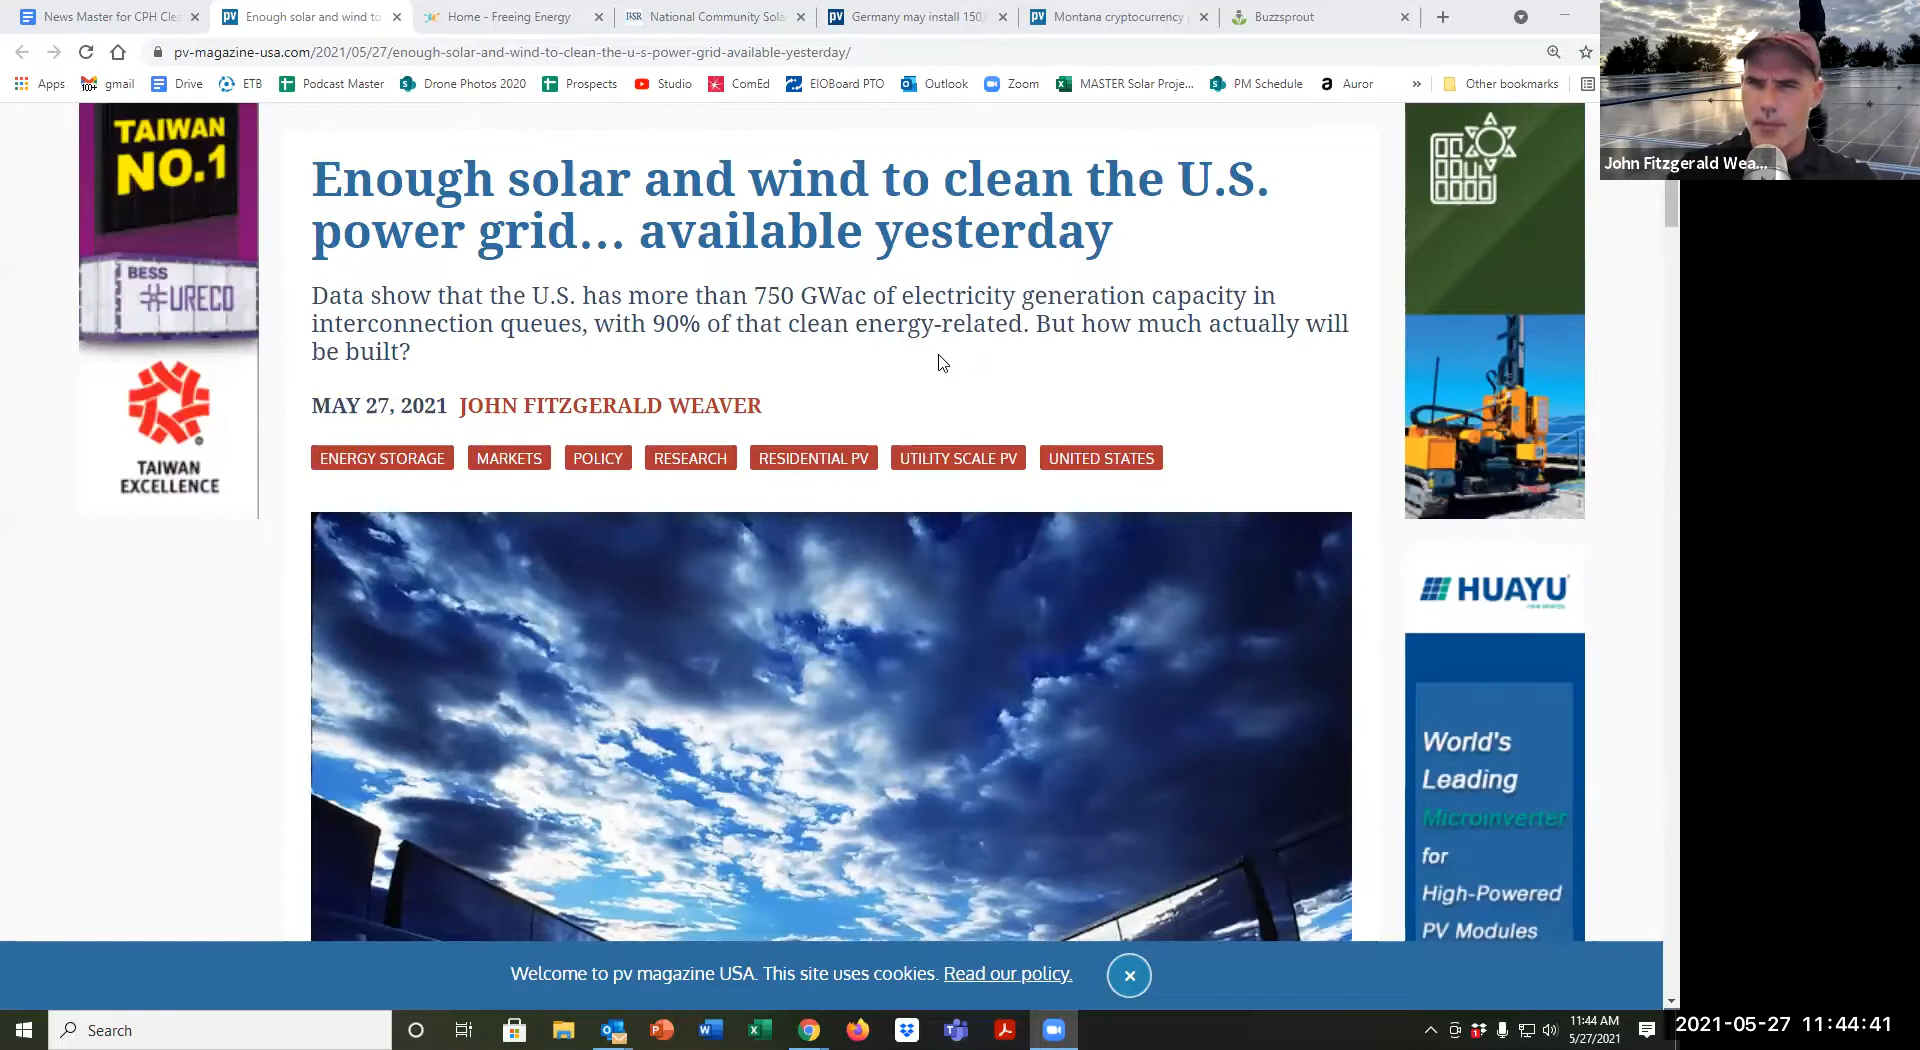 News Master for CPH Cle
Enough solar and wind to
Home - Freeing Energy
National Community Sola
Germany may install 150
Montana cryptocurrency
Buzzsprout
pv-magazine-usa.com/2021/05/27/enough-solar-and-wind-to-clean-the-u-s-power-grid-available-yesterday/
Apps
gmail
Drive
ETB
Podcast Master
Drone Photos 2020
Prospects
Studio
ComEd
EIOBoard PTO
Outlook
Zoom
MASTER Solar Proje...
PM Schedule
Auror
»
Other bookmarks
John Fitzgerald Wea...
TAIWAN
NO.1
BESS
#URECO
TAIWAN
EXCELLENCE
Enough solar and wind to clean the U.S.
power grid... available yesterday
Data show that the U.S. has more than 750 GWac of electricity generation capacity in
interconnection queues, with 90% of that clean energy-related. But how much actually will
be built?
MAY 27, 2021 JOHN FITZGERALD WEAVER
ENERGY STORAGE
MARKETS
POLICY
RESEARCH
RESIDENTIAL PV
UTILITY SCALE PV
UNITED STATES
HUAYU
World's
Leading
Microinverter
for
High-Powered
PV Modules
Welcome to pv magazine USA. This site uses cookies. Read our policy.
Search
11:44 AM
5/27/2021
2021-05-27 11:44:41